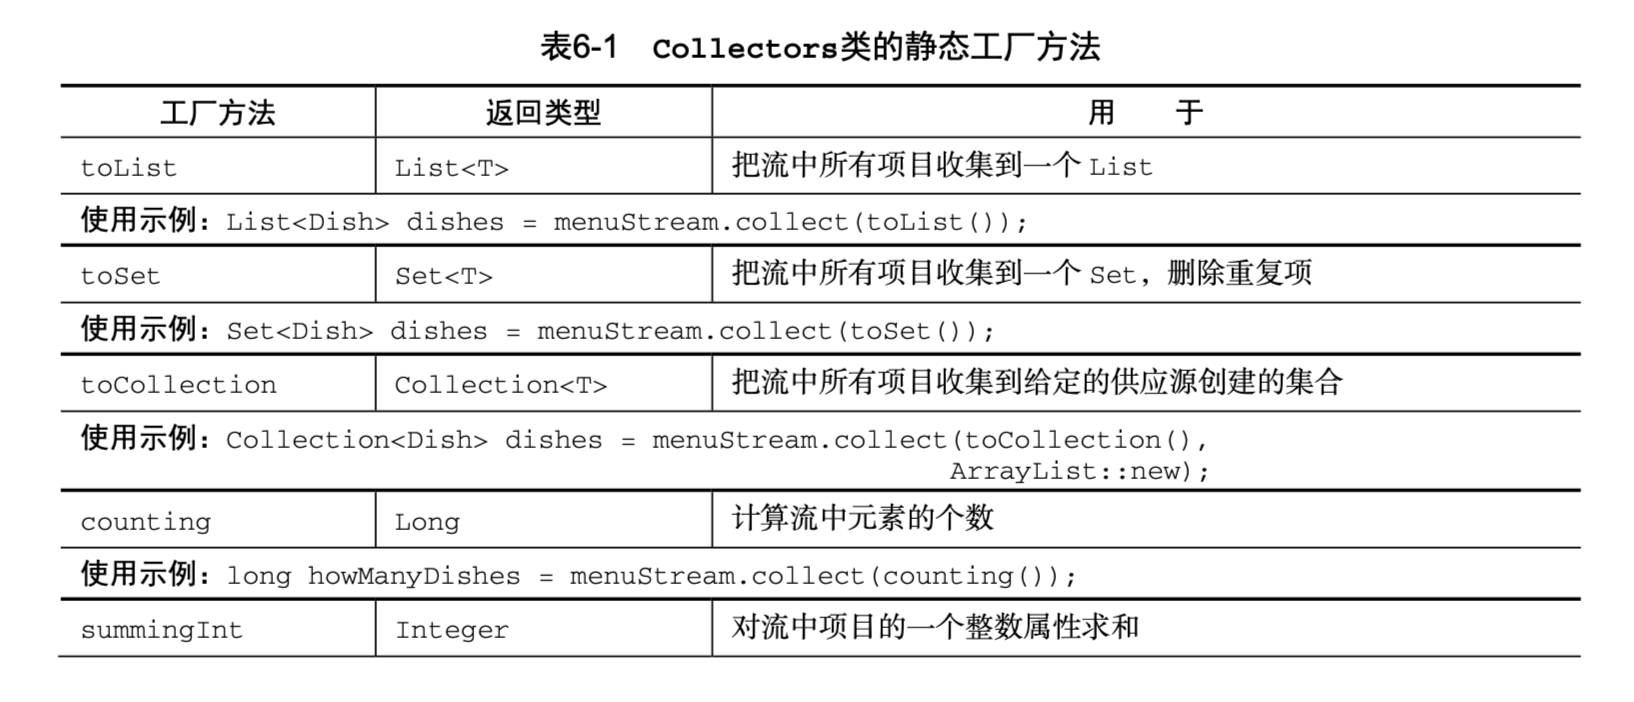 表6-1 Collectors类的静态工厂方法
工厂方法 返回类型 用 于
toList List<T> 把流中所有项目收集到一个 List
使用示例：List<Dish> dishes = menuStream.collect(toList());
toSet Set<T> 把流中所有项目收集到一个 Set，删除重复项
使用示例：Set<Dish> dishes = menuStream.collect(toSet());
toCollection Collection<T> 把流中所有项目收集到给定的供应源创建的集合
使用示例：Collection<Dish> dishes = menuStream.collect(toCollection(),
ArrayList::new);
counting Long 计算流中元素的个数
使用示例：long howManyDishes = menuStream.collect(counting());
summingInt Integer 对流中项目的一个整数属性求和